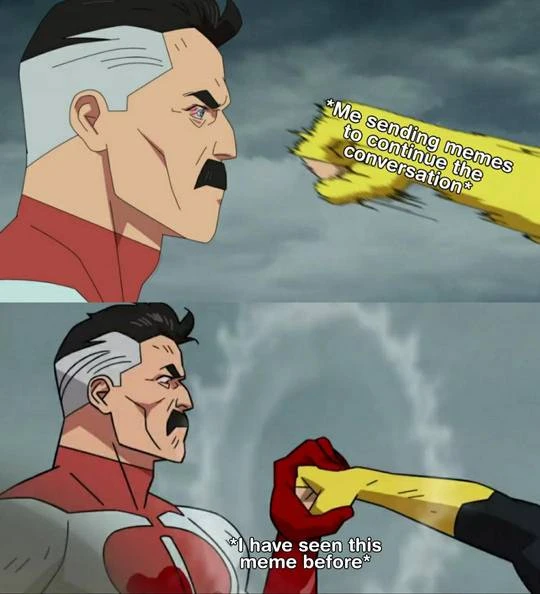 *Me sending memes
to continue the
conversation*
*I have seen this
meme before*